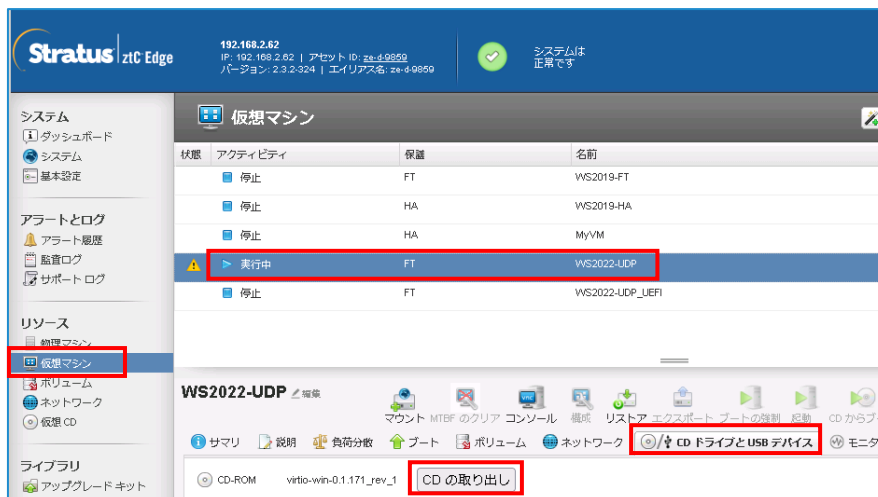 Stratus ztC Edge
192.168.2.62
IP: 192.168.2.62 | アセット ID: ze-d-9859
バージョン: 2.3.2-324 | エイリアス名: ze-d-9859
システムは
正常です
システム
ダッシュボード
システム
基本設定
アラートとログ
アラート履歴
監査ログ
サポート ログ
リソース
物理マシン
仮想マシン
ボリューム
ネットワーク
仮想 CD
ライブラリ
アップグレード キット
仮想マシン
状態 アクティビティ 保護 名前
停止 FT WS2019-FT
停止 HA WS2019-HA
停止 HA MyVM
実行中 FT WS2022-UDP
停止 FT WS2022-UDP_UEFI
WS2022-UDP 編集
マウント MTBF のクリア コンソール 構成 リストア エクスポート ブートの強制 起動 CD からブ
サマリ 説明 負荷分散 ブート ボリューム ネットワーク CD ドライブと USB デバイス モニタ
CD-ROM virtio-win-0.1.171_rev_1 CD の取り出し